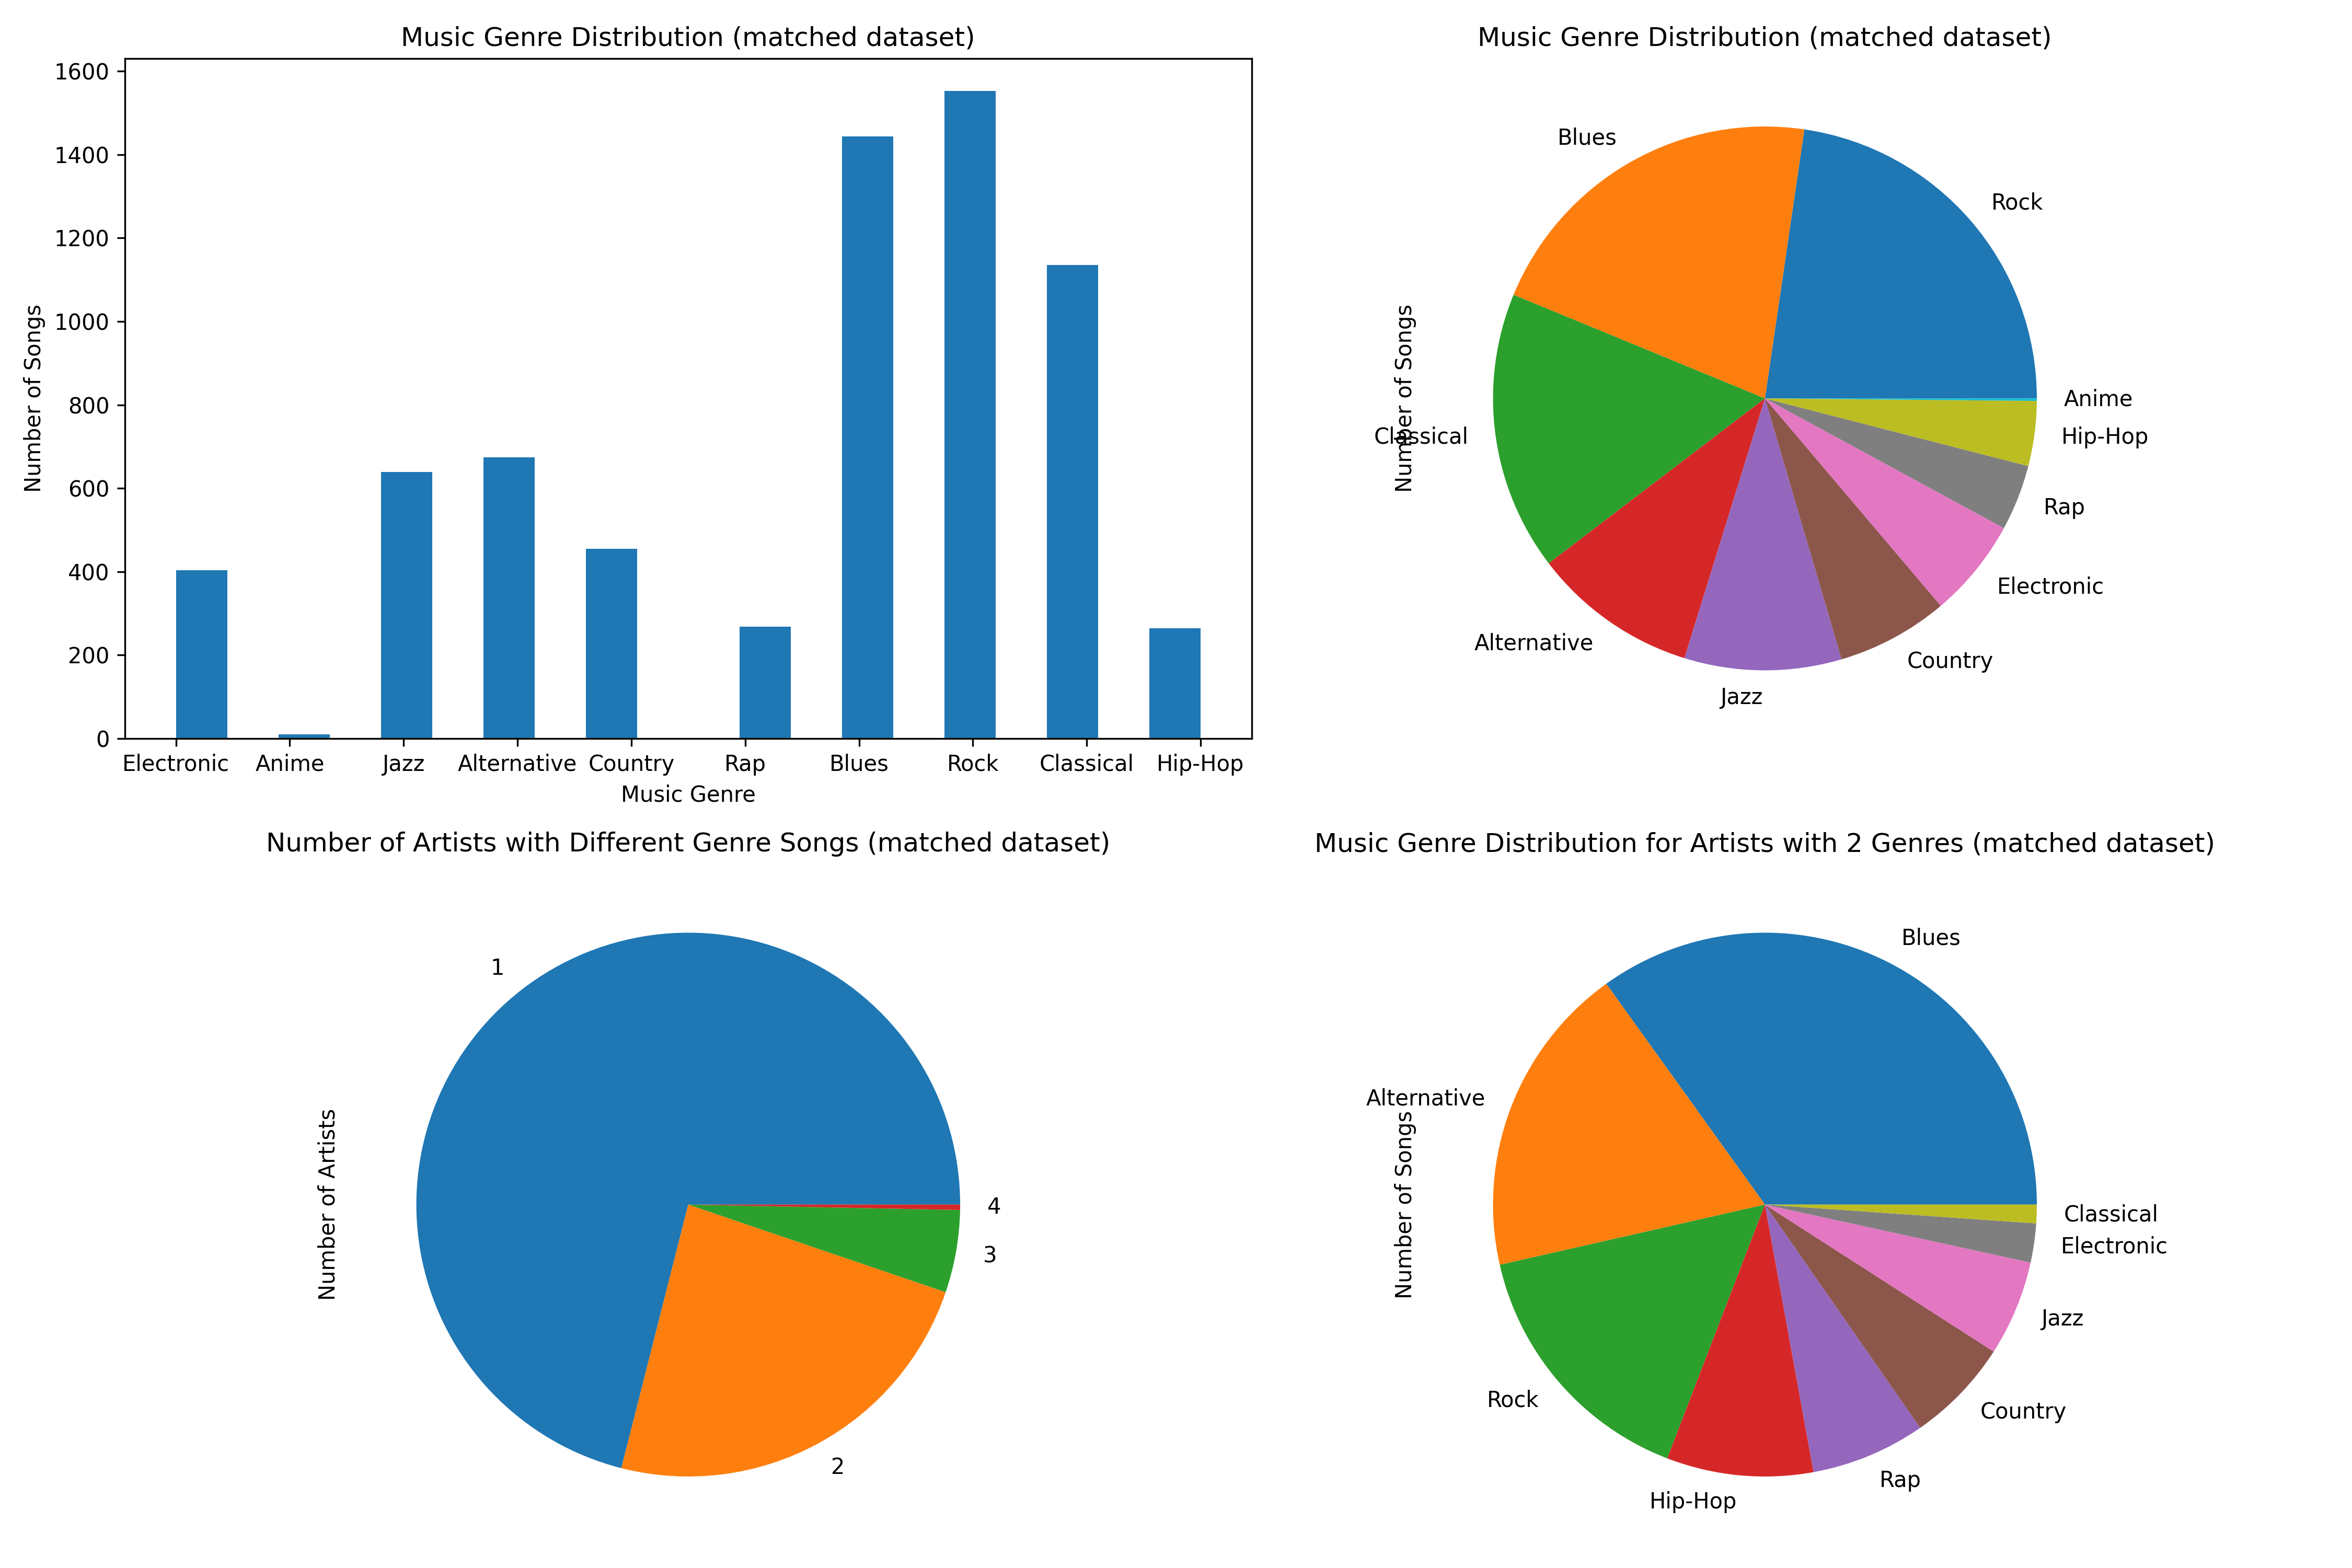 Music Genre Distribution (matched dataset)
1600
1400
1200
1000
800
600
400
200
0
Number of Songs
Electronic Anime Jazz Alternative Country Rap Blues Rock Classical Hip-Hop
Music Genre
Music Genre Distribution (matched dataset)
Number of Songs
Rock
Blues
Classical
Alternative
Jazz
Country
Electronic
Rap
Hip-Hop
Anime
Number of Artists with Different Genre Songs (matched dataset)
Number of Artists
1
2
3
4
Music Genre Distribution for Artists with 2 Genres (matched dataset)
Number of Songs
Blues
Alternative
Rock
Hip-Hop
Rap
Country
Jazz
Electronic
Classical